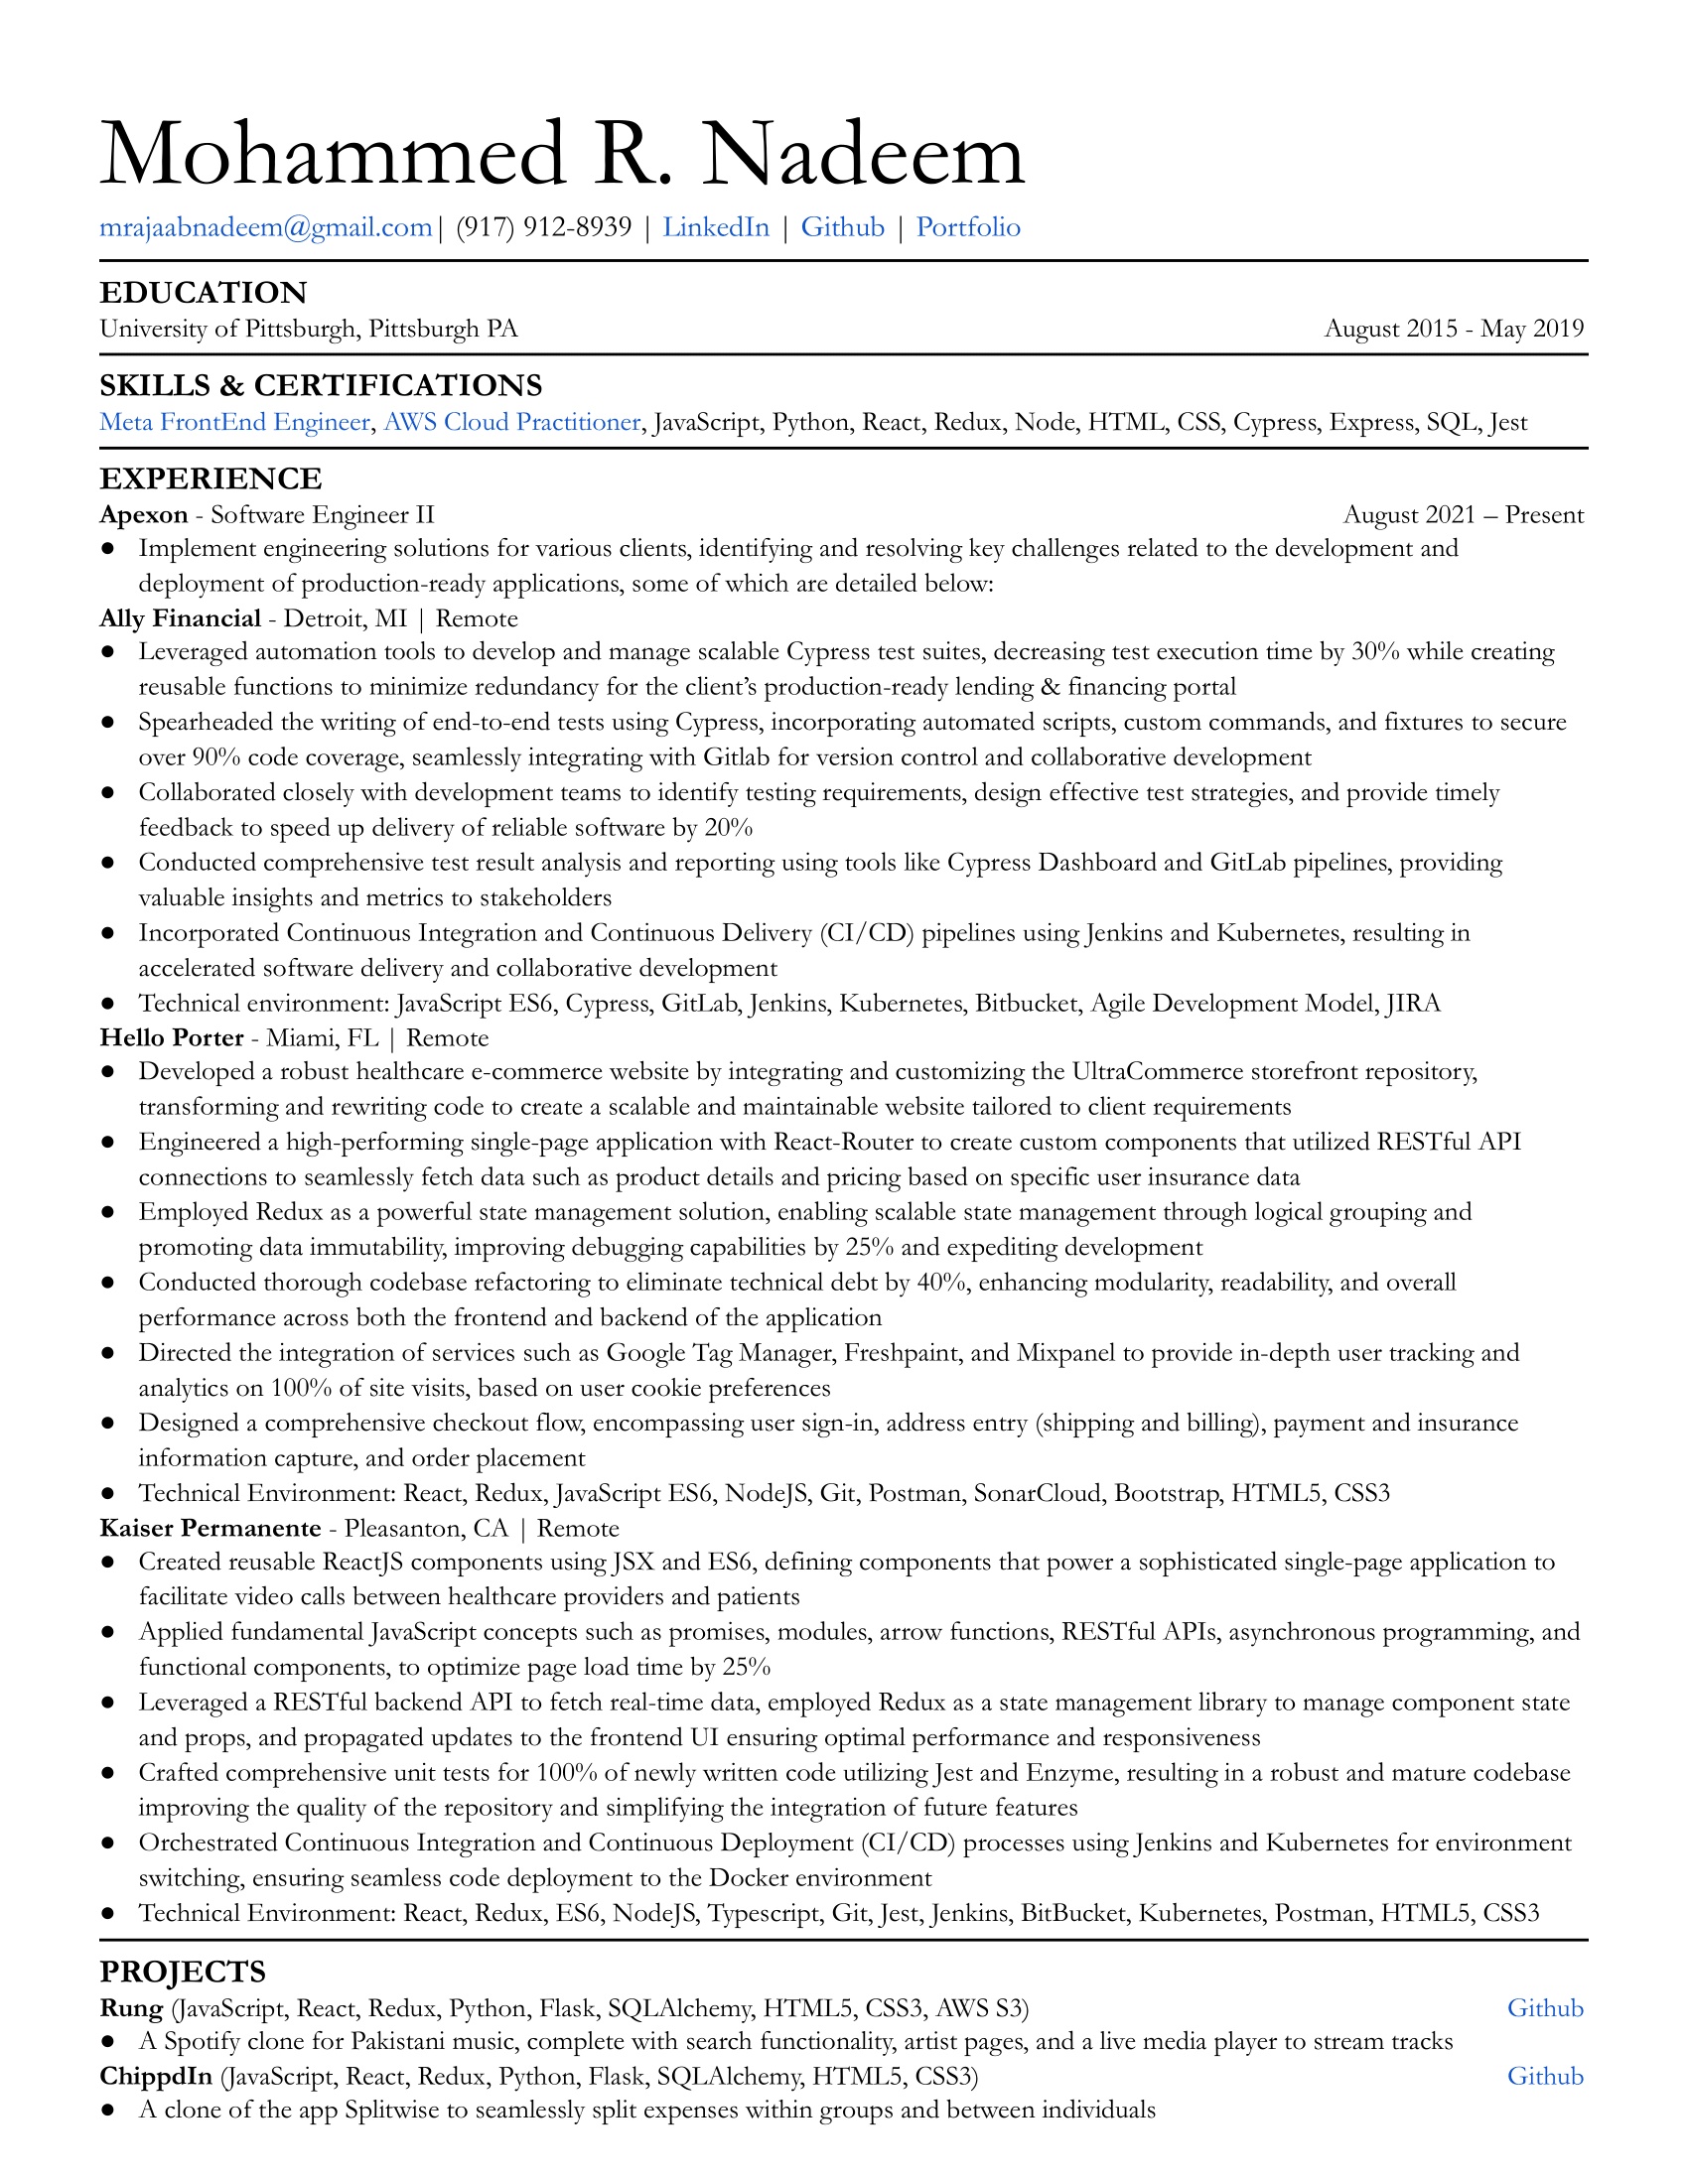 Mohammed R. Nadeem
mrajaabnadeem@gmail.com| (917) 912-8939 | LinkedIn | Github | Portfolio
EDUCATION
University of Pittsburgh, Pittsburgh PA August 2015 - May 2019
SKILLS & CERTIFICATIONS
Meta FrontEnd Engineer, AWS Cloud Practitioner, JavaScript, Python, React, Redux, Node, HTML, CSS, Cypress, Express, SQL, Jest
EXPERIENCE
Apexon - Software Engineer II August 2021 – Present
● Implement engineering solutions for various clients, identifying and resolving key challenges related to the development and
deployment of production-ready applications, some of which are detailed below:
Ally Financial - Detroit, MI | Remote
● Leveraged automation tools to develop and manage scalable Cypress test suites, decreasing test execution time by 30% while creating
reusable functions to minimize redundancy for the client’s production-ready lending & financing portal
● Spearheaded the writing of end-to-end tests using Cypress, incorporating automated scripts, custom commands, and fixtures to secure
over 90% code coverage, seamlessly integrating with Gitlab for version control and collaborative development
● Collaborated closely with development teams to identify testing requirements, design effective test strategies, and provide timely
feedback to speed up delivery of reliable software by 20%
● Conducted comprehensive test result analysis and reporting using tools like Cypress Dashboard and GitLab pipelines, providing
valuable insights and metrics to stakeholders
● Incorporated Continuous Integration and Continuous Delivery (CI/CD) pipelines using Jenkins and Kubernetes, resulting in
accelerated software delivery and collaborative development
● Technical environment: JavaScript ES6, Cypress, GitLab, Jenkins, Kubernetes, Bitbucket, Agile Development Model, JIRA
Hello Porter - Miami, FL | Remote
● Developed a robust healthcare e-commerce website by integrating and customizing the UltraCommerce storefront repository,
transforming and rewriting code to create a scalable and maintainable website tailored to client requirements
● Engineered a high-performing single-page application with React-Router to create custom components that utilized RESTful API
connections to seamlessly fetch data such as product details and pricing based on specific user insurance data
● Employed Redux as a powerful state management solution, enabling scalable state management through logical grouping and
promoting data immutability, improving debugging capabilities by 25% and expediting development
● Conducted thorough codebase refactoring to eliminate technical debt by 40%, enhancing modularity, readability, and overall
performance across both the frontend and backend of the application
● Directed the integration of services such as Google Tag Manager, Freshpaint, and Mixpanel to provide in-depth user tracking and
analytics on 100% of site visits, based on user cookie preferences
● Designed a comprehensive checkout flow, encompassing user sign-in, address entry (shipping and billing), payment and insurance
information capture, and order placement
● Technical Environment: React, Redux, JavaScript ES6, NodeJS, Git, Postman, SonarCloud, Bootstrap, HTML5, CSS3
Kaiser Permanente - Pleasanton, CA | Remote
● Created reusable ReactJS components using JSX and ES6, defining components that power a sophisticated single-page application to
facilitate video calls between healthcare providers and patients
● Applied fundamental JavaScript concepts such as promises, modules, arrow functions, RESTful APIs, asynchronous programming, and
functional components, to optimize page load time by 25%
● Leveraged a RESTful backend API to fetch real-time data, employed Redux as a state management library to manage component state
and props, and propagated updates to the frontend UI ensuring optimal performance and responsiveness
● Crafted comprehensive unit tests for 100% of newly written code utilizing Jest and Enzyme, resulting in a robust and mature codebase
improving the quality of the repository and simplifying the integration of future features
● Orchestrated Continuous Integration and Continuous Deployment (CI/CD) processes using Jenkins and Kubernetes for environment
switching, ensuring seamless code deployment to the Docker environment
● Technical Environment: React, Redux, ES6, NodeJS, Typescript, Git, Jest, Jenkins, BitBucket, Kubernetes, Postman, HTML5, CSS3
PROJECTS
Rung (JavaScript, React, Redux, Python, Flask, SQLAlchemy, HTML5, CSS3, AWS S3) Github
● A Spotify clone for Pakistani music, complete with search functionality, artist pages, and a live media player to stream tracks
ChippdIn (JavaScript, React, Redux, Python, Flask, SQLAlchemy, HTML5, CSS3) Github
● A clone of the app Splitwise to seamlessly split expenses within groups and between individuals